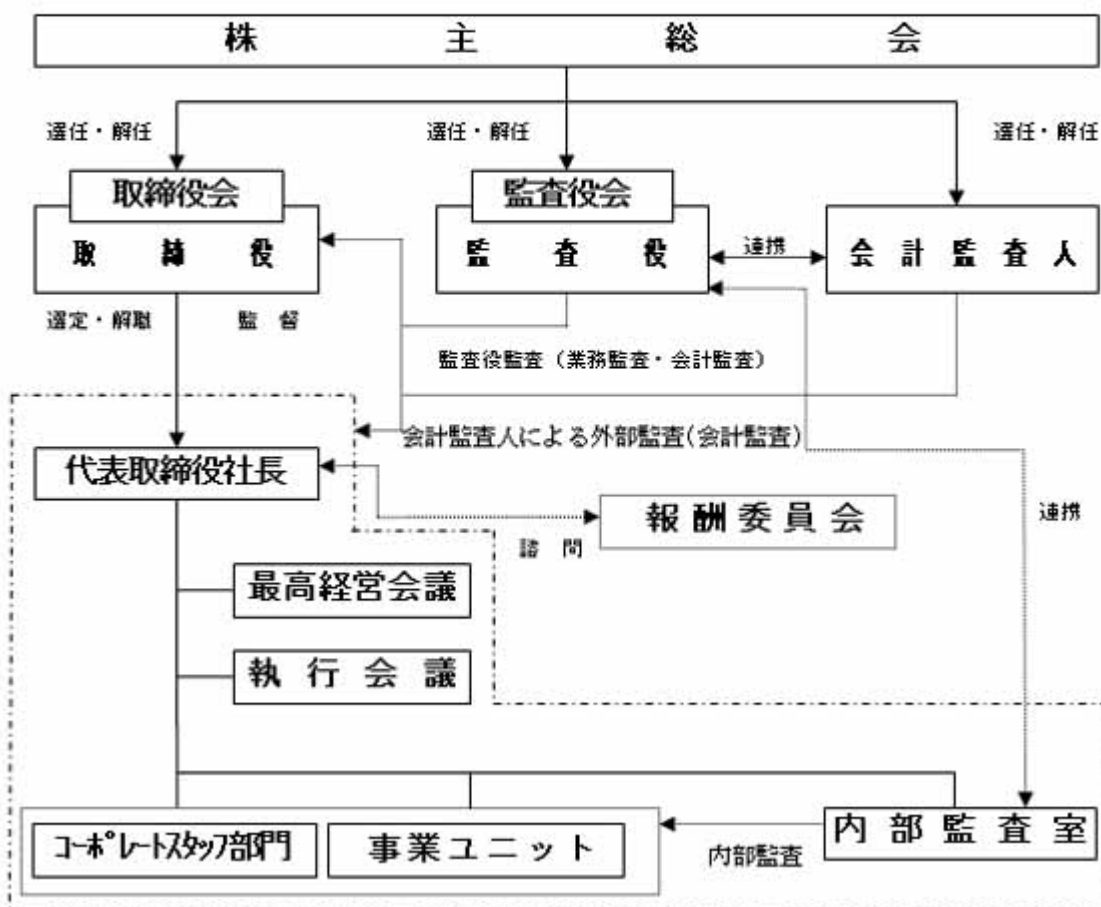 株主総会
選任・解任
選任・解任
選任・解任
取締役会
監査役会
取締役
監査役
連携
会計監査人
選定・解職
監督
監査役監査(業務監査・会計監査)
会計監査人による外部監査(会計監査)
代表取締役社長
報酬委員会
連携
諮問
最高経営会議
執行会議
コーポレートスタッフ部門
事業ユニット
内部監査
内部監査室